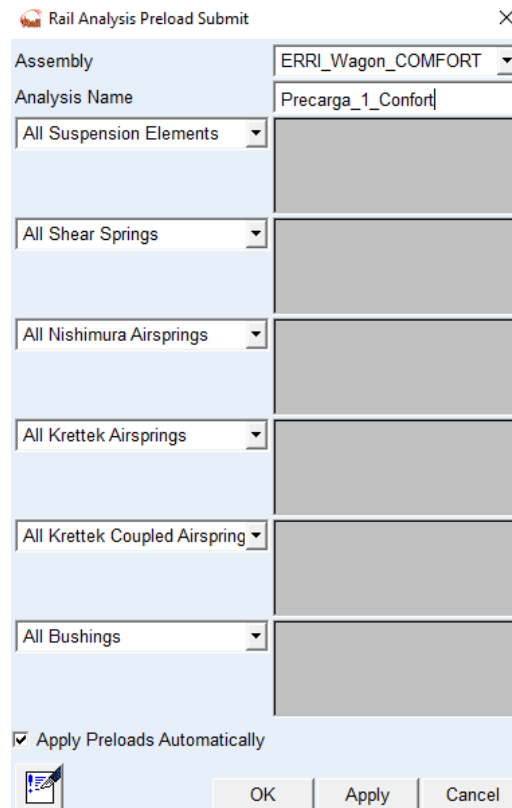 Rail Analysis Preload Submit
Assembly ERRI_Wagon_COMFORT
Analysis Name Precarga_1_Confort
All Suspension Elements
All Shear Springs
All Nishimura Airsprings
All Krettek Airsprings
All Krettek Coupled Airspring
All Bushings
Apply Preloads Automatically
OK Apply Cancel